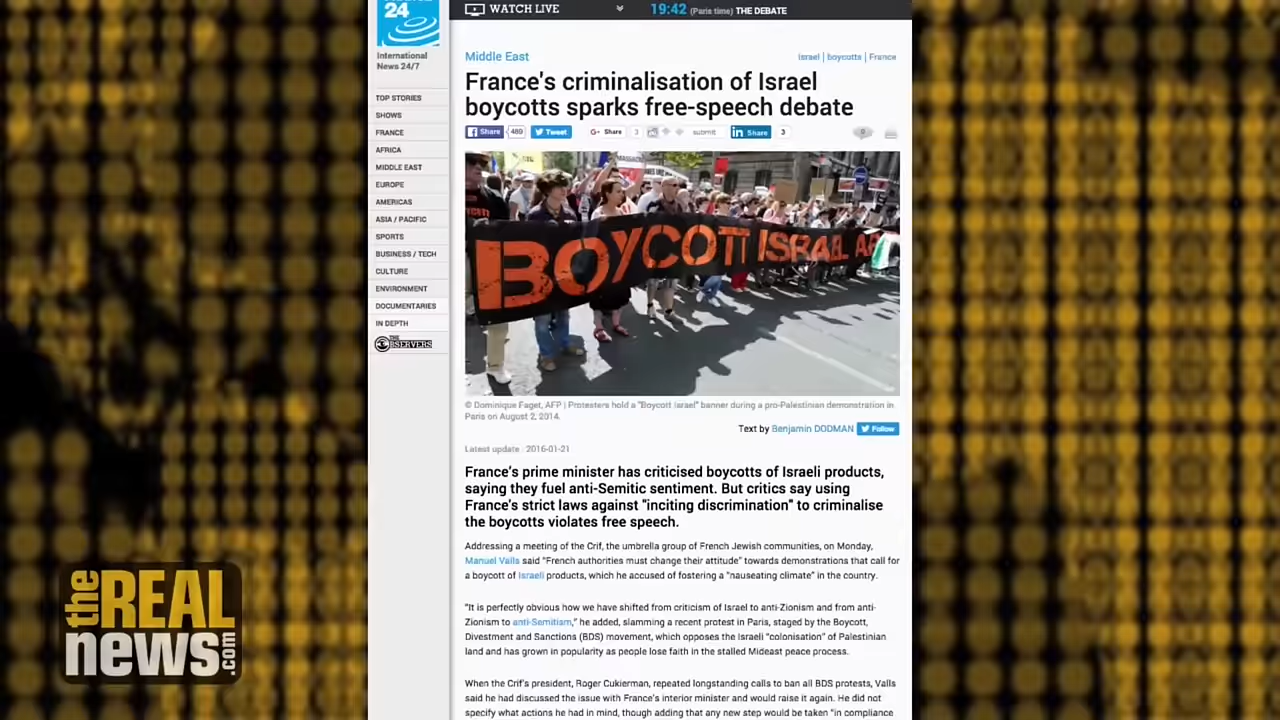 24
WATCH LIVE
19:42 (Paris time) THE DEBATE
International
News 24/7
TOP STORIES
SHOWS
FRANCE
AFRICA
MIDDLE EAST
EUROPE
AMERICAS
ASIA / PACIFIC
SPORTS
BUSINESS / TECH
CULTURE
ENVIRONMENT
DOCUMENTARIES
IN DEPTH
THE OBSERVERS
Middle East
Israel | boycotts | France
France's criminalisation of Israel
boycotts sparks free-speech debate
Share 489 Tweet G+ Share 3 submit in Share 3 0
BOYCOTT ISRAEL
© Dominique Faget, AFP | Protesters hold a "Boycott Israel" banner during a pro-Palestinian demonstration in
Paris on August 2, 2014.
Text by Benjamin DODMAN Follow
Latest update : 2016-01-21
France's prime minister has criticised boycotts of Israeli products,
saying they fuel anti-Semitic sentiment. But critics say using
France's strict laws against "inciting discrimination" to criminalise
the boycotts violates free speech.
Addressing a meeting of the Crif, the umbrella group of French Jewish communities, on Monday,
Manuel Valls said "French authorities must change their attitude" towards demonstrations that call for
a boycott of Israeli products, which he accused of fostering a "nauseating climate" in the country.
"It is perfectly obvious how we have shifted from criticism of Israel to anti-Zionism and from anti-
Zionism to anti-Semitism," he added, slamming a recent protest in Paris, staged by the Boycott,
Divestment and Sanctions (BDS) movement, which opposes the Israeli "colonisation" of Palestinian
land and has grown in popularity as people lose faith in the stalled Mideast peace process.
When the Crif's president, Roger Cukierman, repeated longstanding calls to ban all BDS protests, Valls
said he had discussed the issue with France's interior minister and would raise it again. He did not
specify what actions he had in mind, though adding that any new step would be taken "in compliance
the REAL
news.com